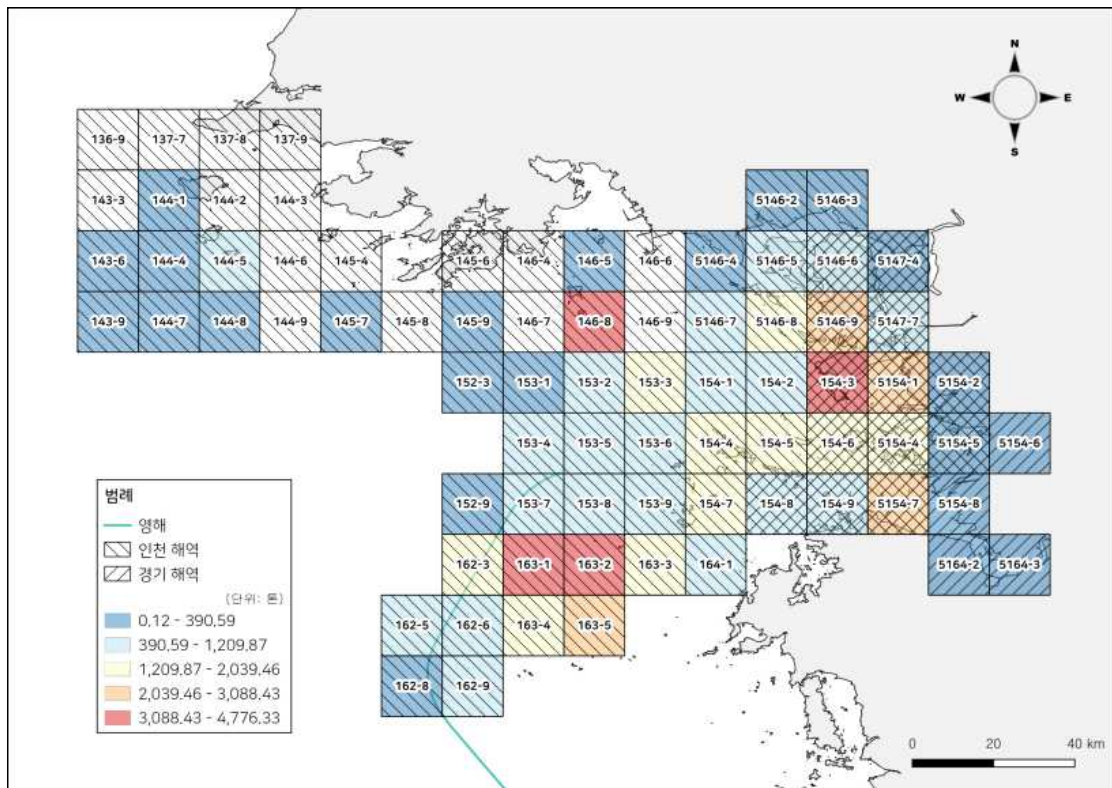 N
W E
S
136-9 137-7 137-8 137-9
143-3 144-1 144-2 144-3 5146-2 5146-3
143-6 144-4 144-5 144-6 145-4 145-6 146-4 146-5 146-6 5146-4 5146-5 5146-6 5147-4
143-9 144-7 144-8 144-9 145-7 145-8 145-9 146-7 146-8 146-9 5146-7 5146-8 5146-9 5147-7
152-3 153-1 153-2 153-3 154-1 154-2 154-3 5154-1 5154-2
153-4 153-5 153-6 154-4 154-5 154-6 5154-4 5154-5 5154-6
152-9 153-7 153-8 153-9 154-7 154-8 154-9 5154-7 5154-8
162-3 163-1 163-2 163-3 164-1 5164-2 5164-3
162-5 162-6 163-4 163-5
162-8 162-9
범례
영해
인천 해역
경기 해역
(단위: 톤)
0.12 - 390.59
390.59 - 1,209.87
1,209.87 - 2,039.46
2,039.46 - 3,088.43
3,088.43 - 4,776.33
0 20 40 km